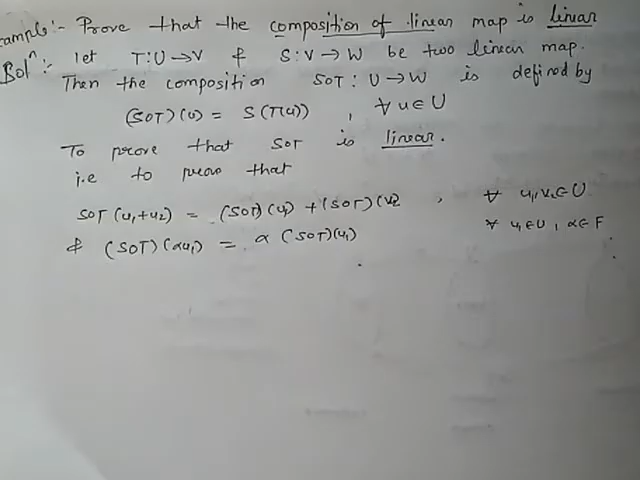 ample:- Prove that the composition of linear map is linear
Solⁿ:- let T:U→V & S:V→W be two linear map.
Then the composition SOT : U→W is defined by
(SOT)(u) = S(T(u)) , ∀ u∈U
To prove that SOT is linear.
i.e to prove that
SOT(u₁+u₂) = (SOT)(u₁) + (SOT)(u₂ , ∀ u₁,u₂∈U
& (SOT)(αu₁) = α (SOT)(u₁) ∀ u₁∈U, α∈F